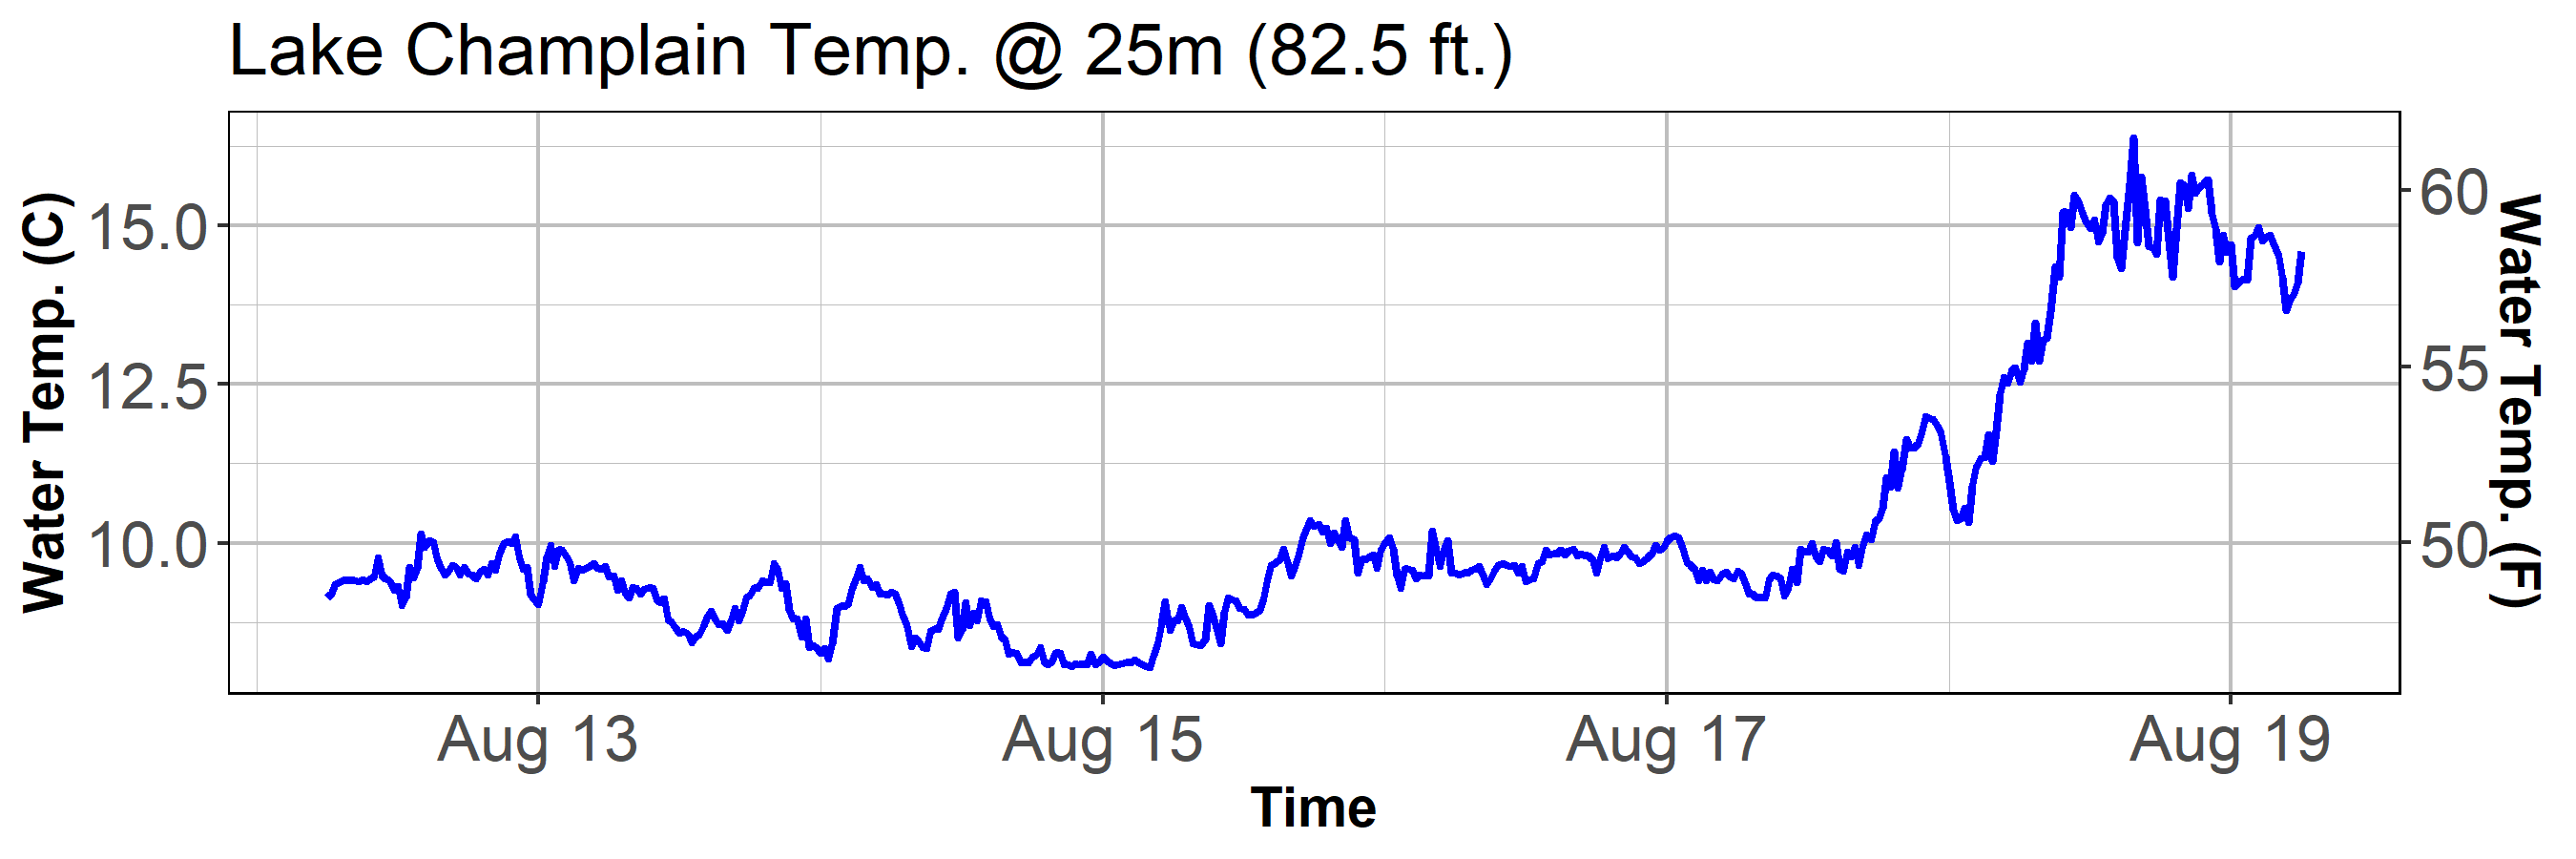 Lake Champlain Temp. @ 25m (82.5 ft.)
Water Temp. (C)
15.0
12.5
10.0
60
55
50
Water Temp. (F)
Aug 13
Aug 15
Aug 17
Aug 19
Time